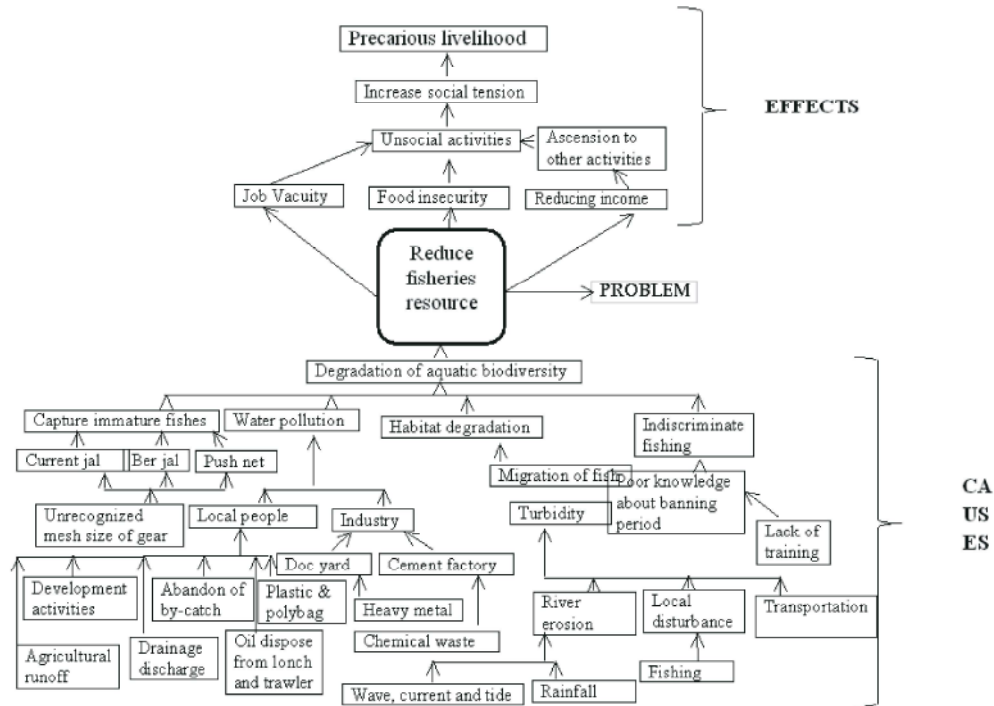 Precarious livelihood
Increase social tension
EFFECTS
Unsocial activities
Ascension to
other activities
Job Vacuity
Food insecurity
Reducing income
Reduce
fisheries
resource
PROBLEM
Degradation of aquatic biodiversity
Capture immature fishes
Water pollution
Habitat degradation
Indiscriminate
fishing
Current jal
Ber jal
Push net
Migration of fish
Poor knowledge
about banning
period
Unrecognized
mesh size of gear
Local people
Industry
Turbidity
Lack of
training
CA
US
ES
Doc yard
Cement factory
Development
activities
Abandon of
by-catch
Plastic &
polybag
Heavy metal
River
erosion
Local
disturbance
Transportation
Chemical waste
Agricultural
runoff
Drainage
discharge
Oil dispose
from lonch
and trawler
Fishing
Wave, current and tide
Rainfall